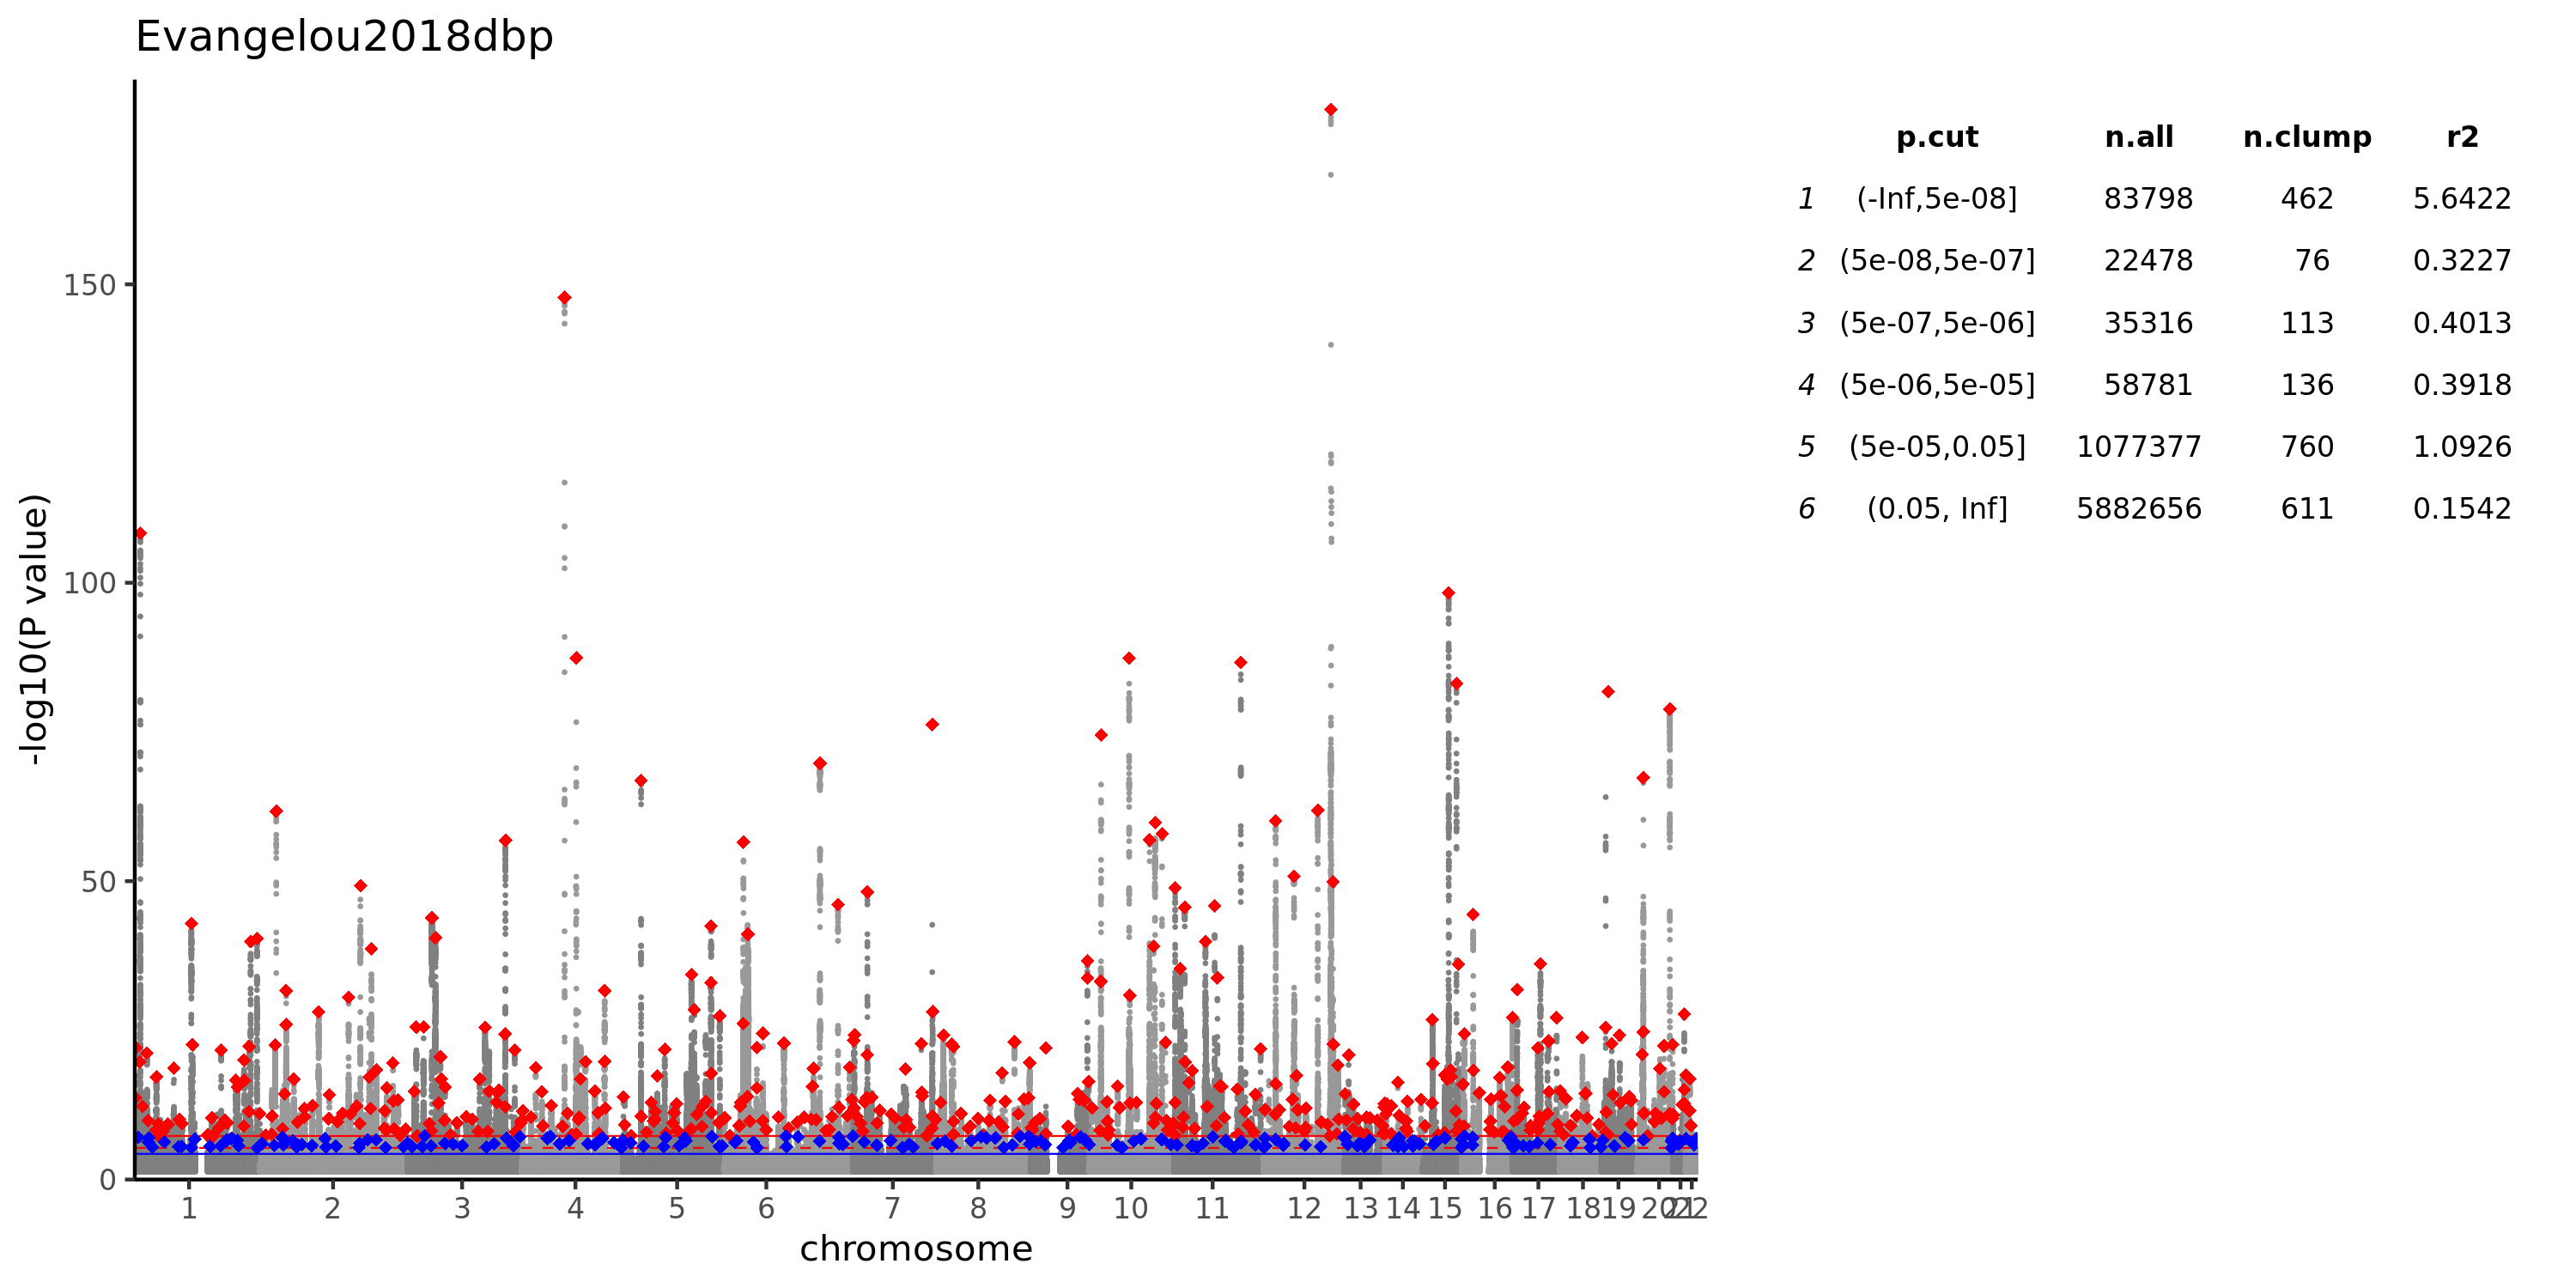 Evangelou2018dbp
-log10(P value)
150
100
50
0
1 2 3 4 5 6 7 8 9 10 11 12 13 14 15 16 17 18 19 20 21 22
chromosome
p.cut n.all n.clump r2
1 (-Inf,5e-08] 83798 462 5.6422
2 (5e-08,5e-07] 22478 76 0.3227
3 (5e-07,5e-06] 35316 113 0.4013
4 (5e-06,5e-05] 58781 136 0.3918
5 (5e-05,0.05] 1077377 760 1.0926
6 (0.05, Inf] 5882656 611 0.1542